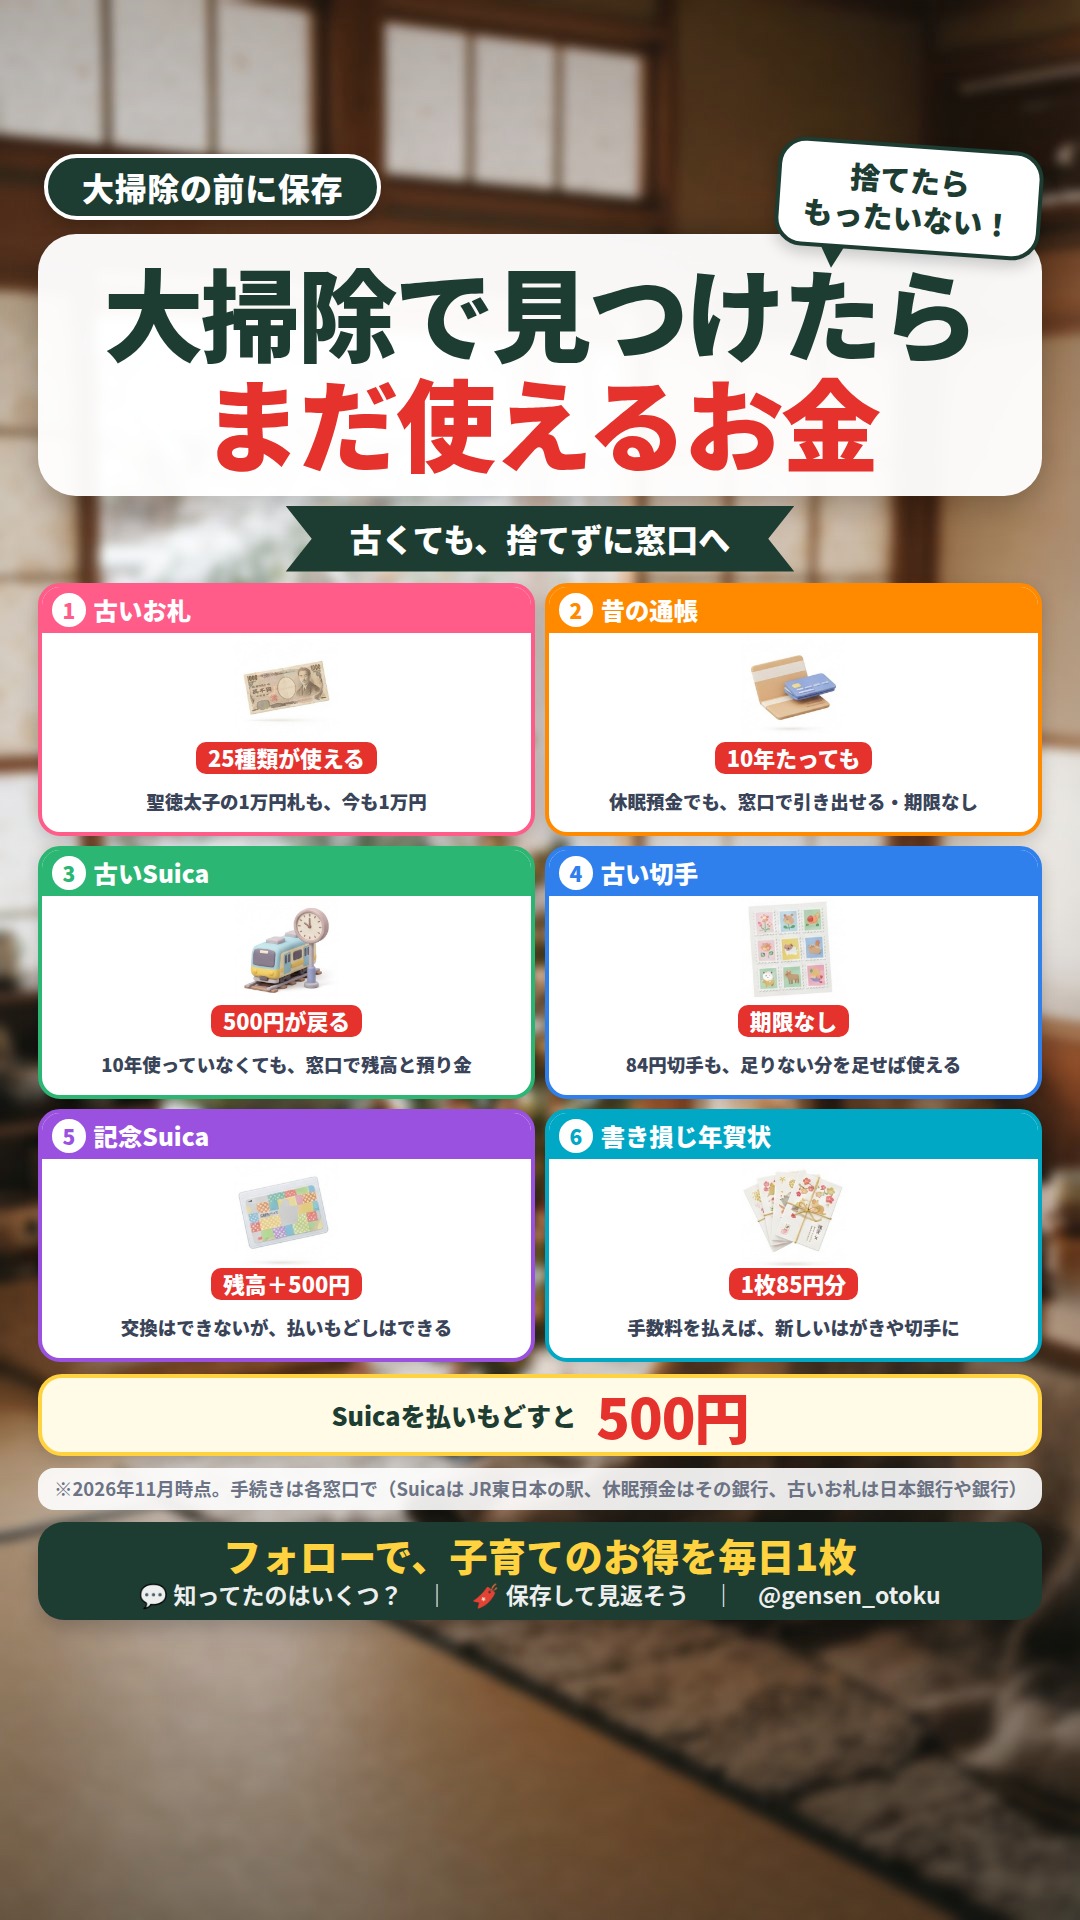 大掃除の前に保存
捨てたら
もったいない！
大掃除で見つけたら
まだ使えるお金
古くても、捨てずに窓口へ
1 古いお札
25種類が使える
聖徳太子の1万円札も、今も1万円
2 昔の通帳
10年たっても
休眠預金でも、窓口で引き出せる・期限なし
3 古いSuica
500円が戻る
10年使っていなくても、窓口で残高と預り金
4 古い切手
期限なし
84円切手も、足りない分を足せば使える
5 記念Suica
残高＋500円
交換はできないが、払いもどしはできる
6 書き損じ年賀状
1枚85円分
手数料を払えば、新しいはがきや切手に
Suicaを払いもどすと 500円
※2026年11月時点。手続きは各窓口で（Suicaは JR東日本の駅、休眠預金はその銀行、古いお札は日本銀行や銀行）
フォローで、子育てのお得を毎日1枚
💬 知ってたのはいくつ？ ｜ 🔖 保存して見返そう ｜ @gensen_otoku